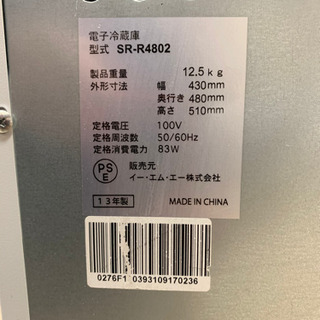 電子冷蔵庫
型式 SR-R4802
製品重量 12.5kg
外形寸法 幅 430mm
奥行き 480mm
高さ 510mm
定格電圧 100V
定格周波数 50/60Hz
定格消費電力 83W
PS
E
販売元
イー・エム・エー株式会社
13年製
MADE IN CHINA
0276F1 0393109170236